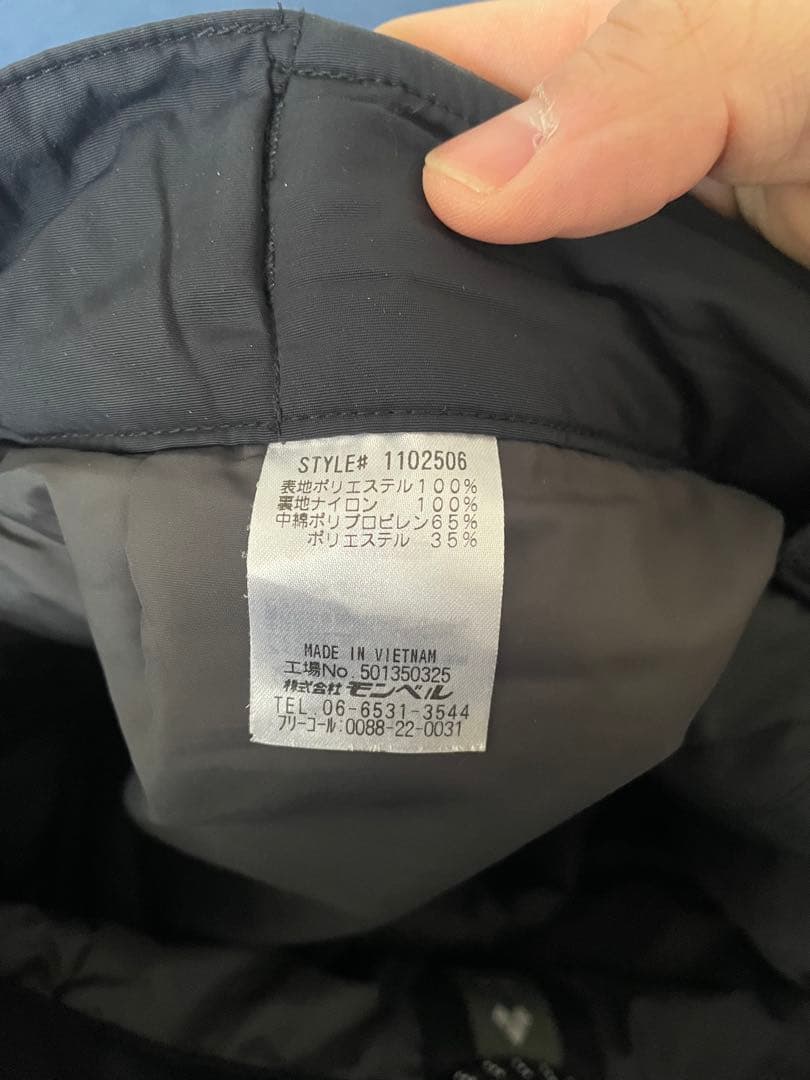 STYLE# 1102506
表地ポリエステル100%
裏地ナイロン 100%
中綿ポリプロピレン65%
ポリエステル 35%
MADE IN VIETNAM
工場No.501350325
株式会社 モンベル
TEL.06-6531-3544
フリーコール:0088-22-0031